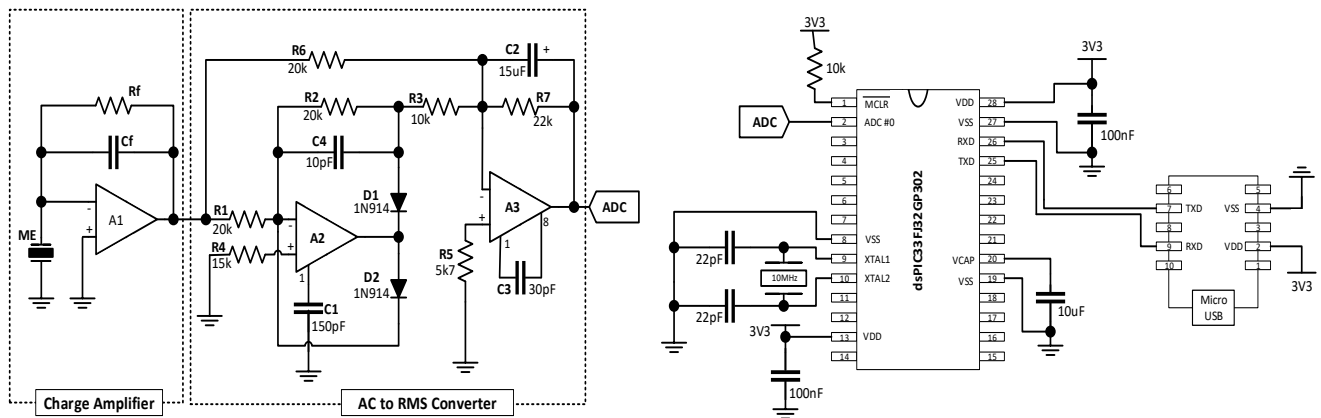 R6
20k
C2
+
15uF
Rf
Cf
R2
20k
R3
10k
R7
22k
C4
10pF
D1
1N914
-
A1
+
ME
R1
20k
-
A2
+
R4
15k
1
C1
150pF
D2
1N914
-
A3
+
1
8
C3
30pF
R5
5k7
ADC
Charge Amplifier
AC to RMS Converter
3V3
10k
ADC
1 MCLR
2 ADC #0
3
4
5
6
7
8 VSS
9 XTAL1
10 XTAL2
11
12
13 VDD
14
dsPIC33FJ32GP302
VDD 28
VSS 27
RXD 26
TXD 25
24
23
22
21
VCAP 20
VSS 19
18
17
16
15
22pF
22pF
10MHz
3V3
100nF
3V3
100nF
10uF
6
7 TXD
8
9 RXD
10
5
VSS 4
3
VDD 2
1
Micro
USB
3V3